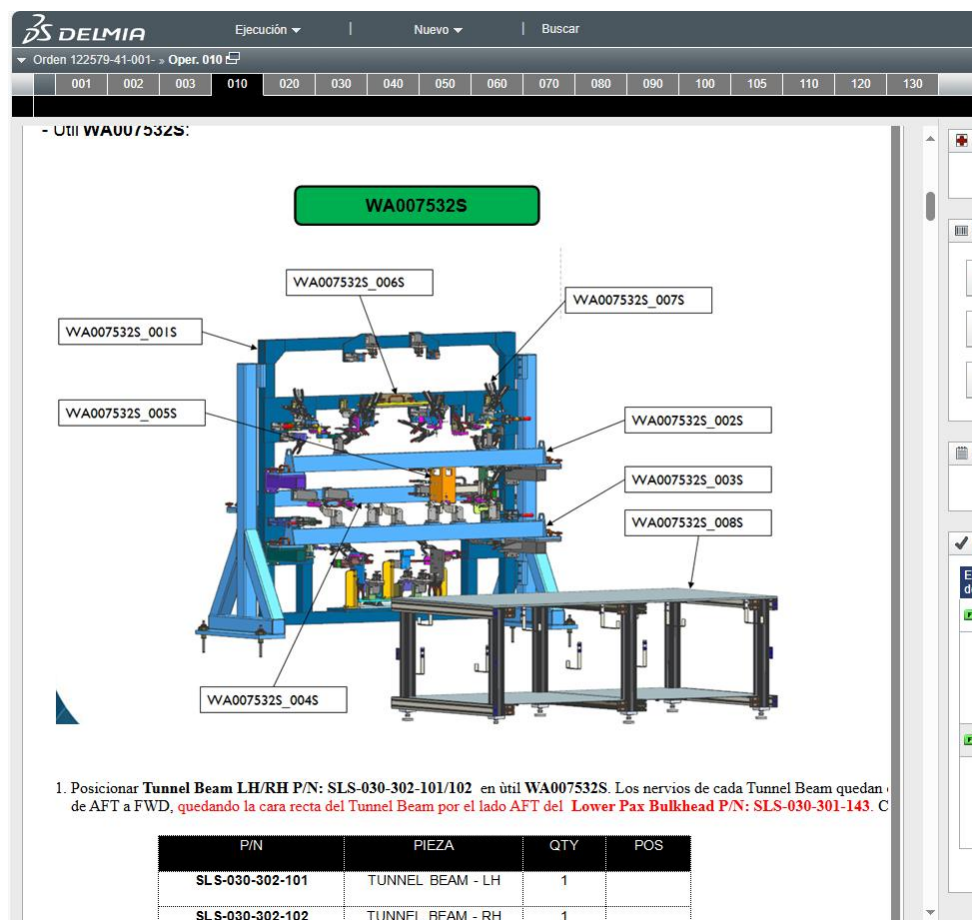 DS DELMIA
Ejecución
Nuevo
Buscar
Orden 122579-41-001- » Oper. 010
001 002 003 010 020 030 040 050 060 070 080 090 100 105 110 120 130
- Útil WA007532S:
WA007532S
WA007532S_006S
WA007532S_007S
WA007532S_001S
WA007532S_005S
WA007532S_002S
WA007532S_003S
WA007532S_008S
WA007532S_004S
1. Posicionar Tunnel Beam LH/RH P/N: SLS-030-302-101/102 en ùtil WA007532S. Los nervios de cada Tunnel Beam quedan
de AFT a FWD, quedando la cara recta del Tunnel Beam por el lado AFT del Lower Pax Bulkhead P/N: SLS-030-301-143. C
P/N PIEZA QTY POS
SLS-030-302-101 TUNNEL BEAM - LH 1
SLS-030-302-102 TUNNEL BEAM - RH 1